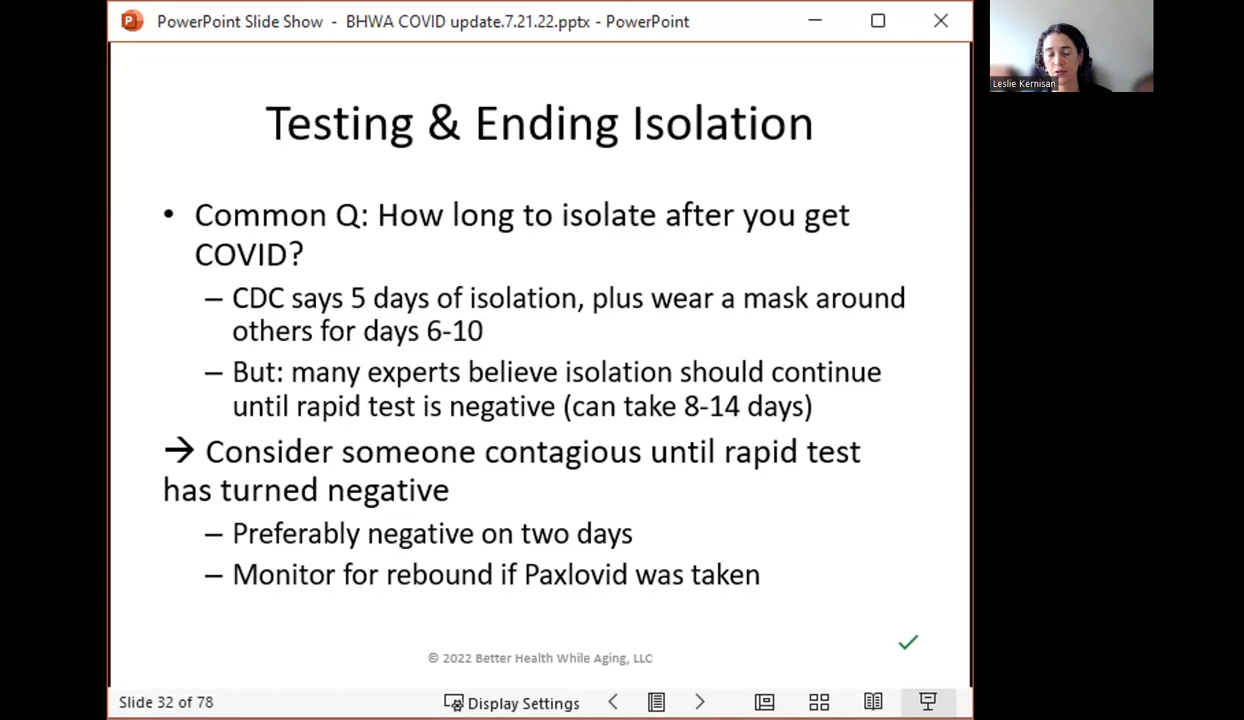 PowerPoint Slide Show - BHWA COVID update.7.21.22.pptx - PowerPoint
Leslie Kernisan
Testing & Ending Isolation
• Common Q: How long to isolate after you get
COVID?
– CDC says 5 days of isolation, plus wear a mask around
others for days 6-10
– But: many experts believe isolation should continue
until rapid test is negative (can take 8-14 days)
→ Consider someone contagious until rapid test
has turned negative
– Preferably negative on two days
– Monitor for rebound if Paxlovid was taken
© 2022 Better Health While Aging, LLC
Slide 32 of 78
Display Settings